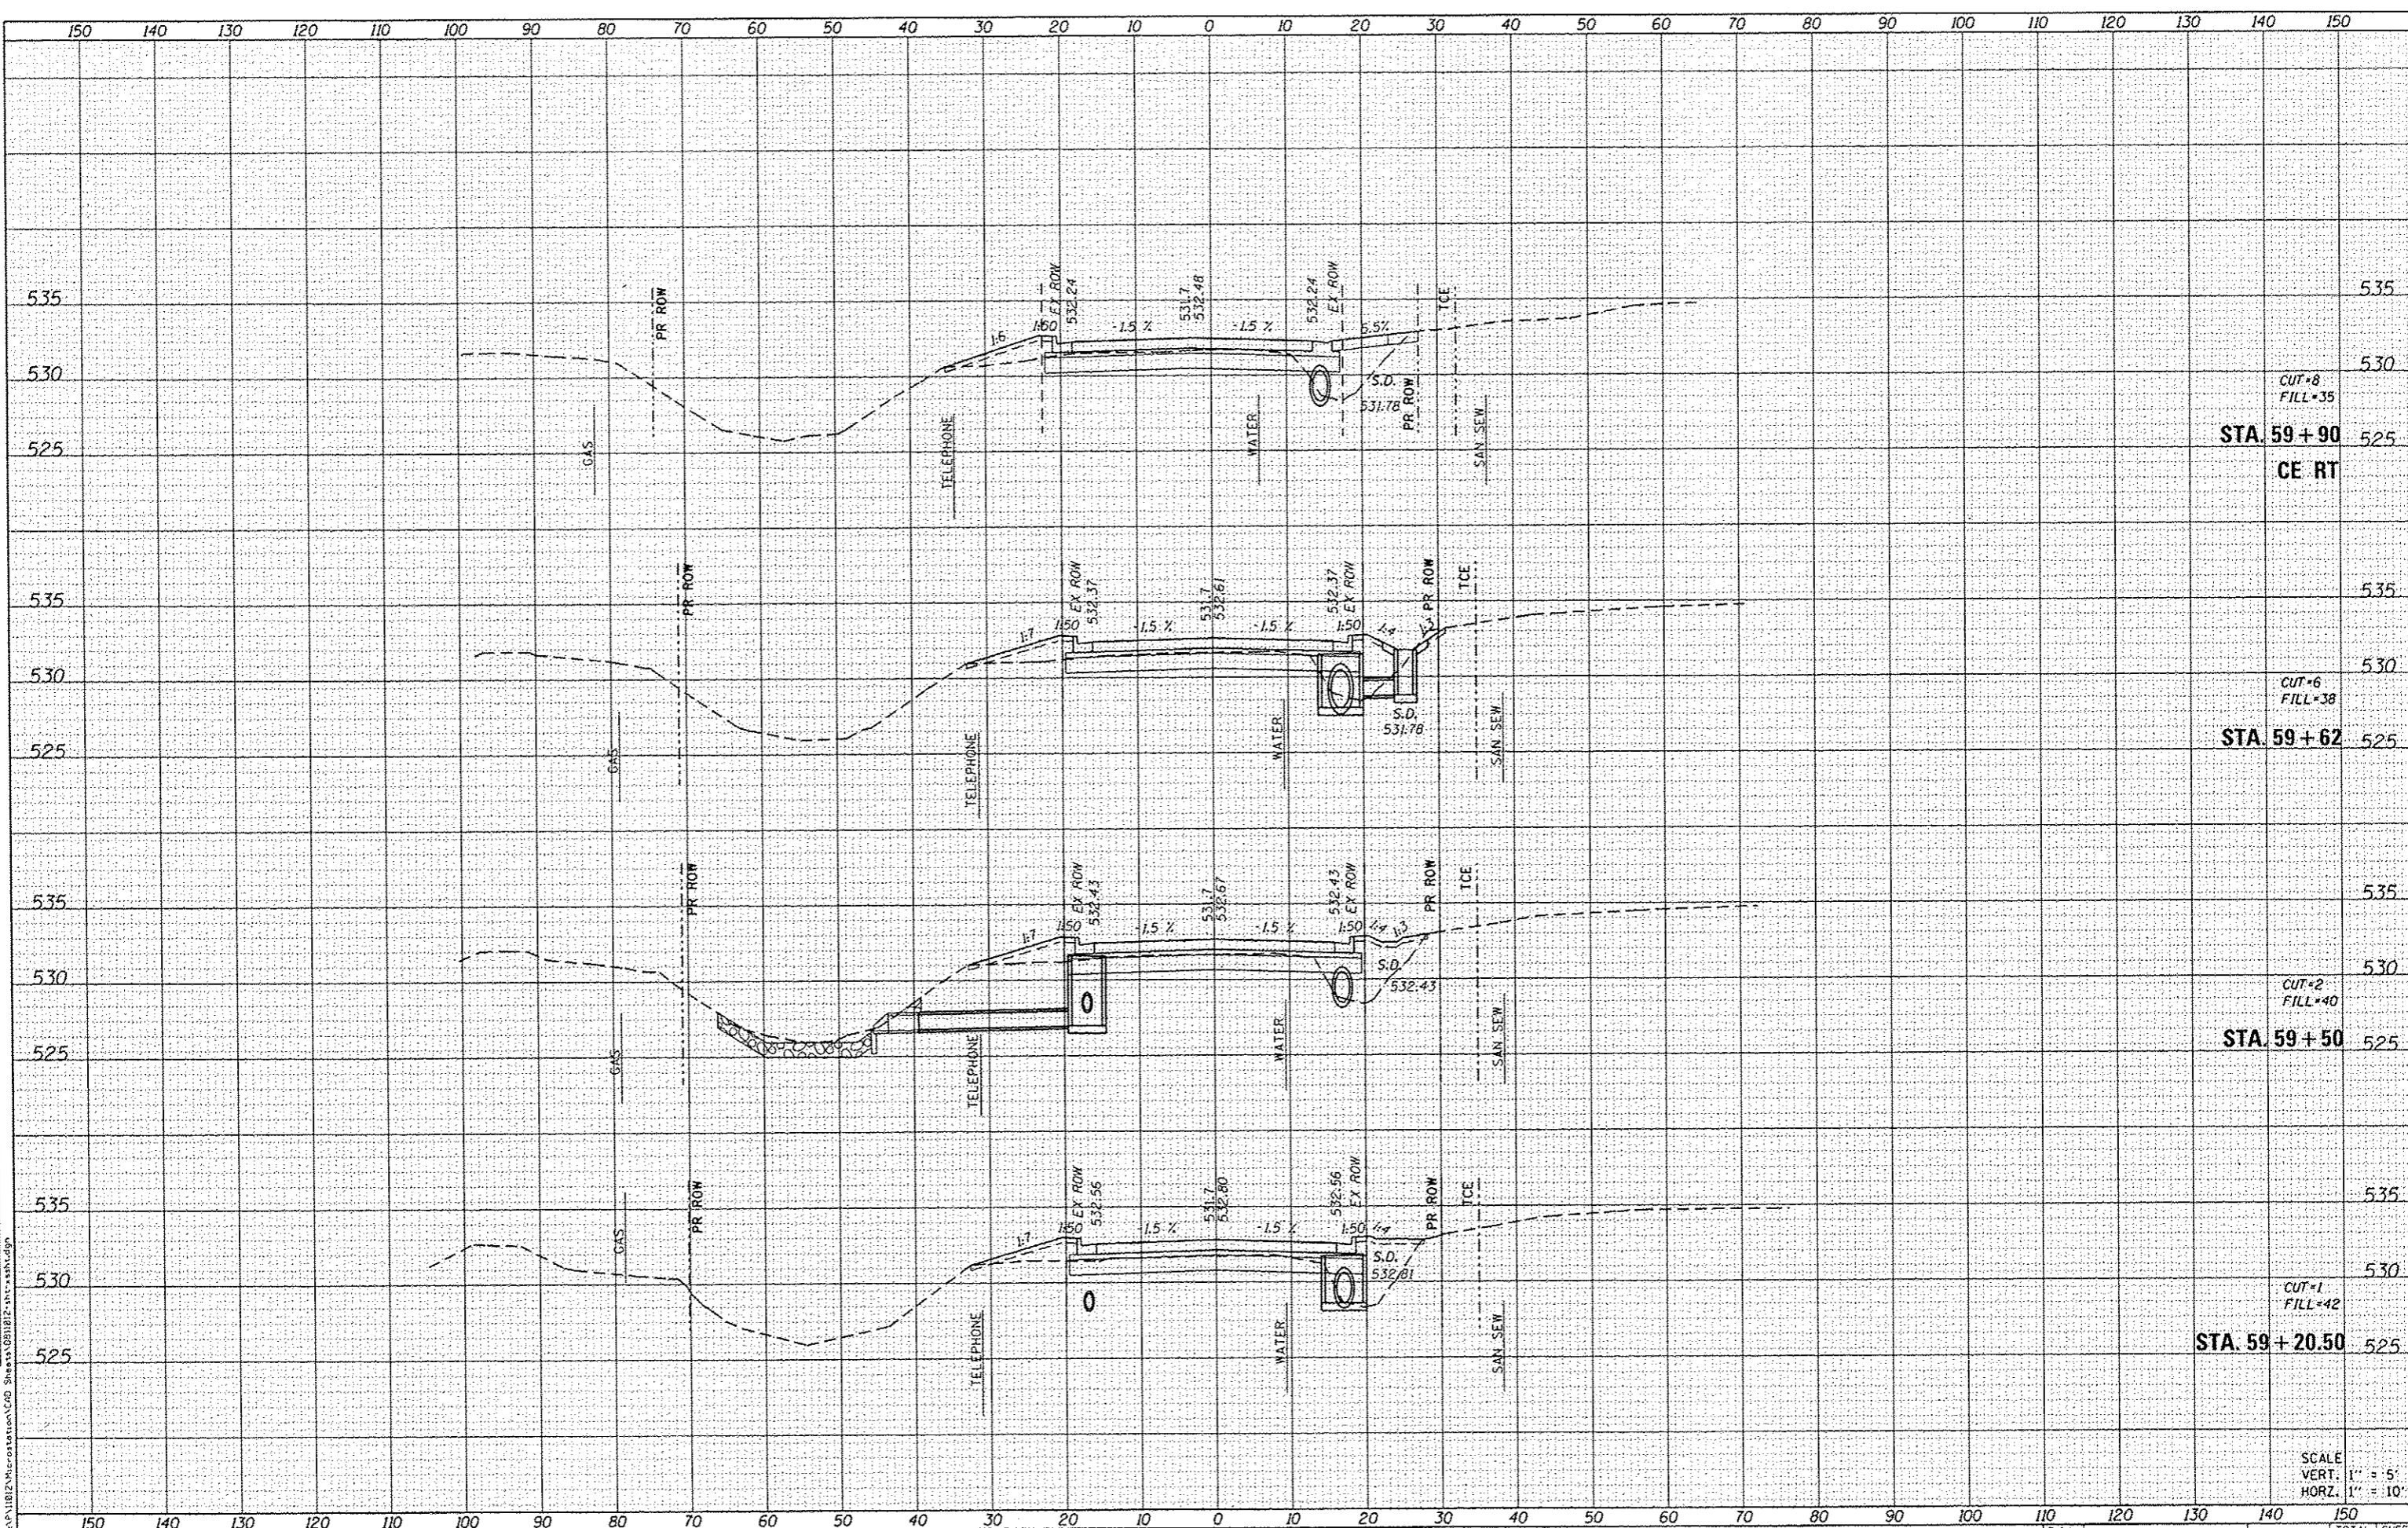 150 140 130 120 110 100 90 80 70 60 50 40 30 20 10 0 10 20 30 40 50 60 70 80 90 100 110 120 130 140 150
535 535
PR ROW
EX ROW
532.24
531.7
532.48
532.24
EX ROW
TCE
1:6 1:50 -1.5 % -1.5 % 6.5%
530 530
S.D.
531.78
PR ROW
CUT=8
FILL=35
GAS
TELEPHONE
WATER
SAN SEW
STA. 59+90
525 525
CE RT
PR ROW
EX ROW
532.37
531.7
532.61
532.37
EX ROW
PR ROW
TCE
535 535
1:7 1:50 -1.5 % -1.5 % 1:50 1:4 1:2
530 530
CUT=6
FILL=38
S.D.
531.78
GAS
TELEPHONE
WATER
SAN SEW
STA. 59+62
525 525
PR ROW
EX ROW
532.43
531.7
532.67
532.43
EX ROW
PR ROW
TCE
535 535
1:7 1:50 -1.5 % -1.5 % 1:50 1:4 1:3
S.D.
532.43
530 530
CUT=2
FILL=40
GAS
TELEPHONE
WATER
SAN SEW
STA. 59+50
525 525
PR ROW
EX ROW
532.56
531.7
532.80
532.56
EX ROW
PR ROW
TCE
535 535
GAS
1:7 1:50 -1.5 % -1.5 % 1:50 1:4
S.D.
532.81
530 530
CUT=1
FILL=42
TELEPHONE
WATER
SAN SEW
STA. 59+20.50
525 525
SCALE
VERT. 1" = 5'
HORZ. 1" = 10'
150 140 130 120 110 100 90 80 70 60 50 40 30 20 10 0 10 20 30 40 50 60 70 80 90 100 110 120 130 140 150